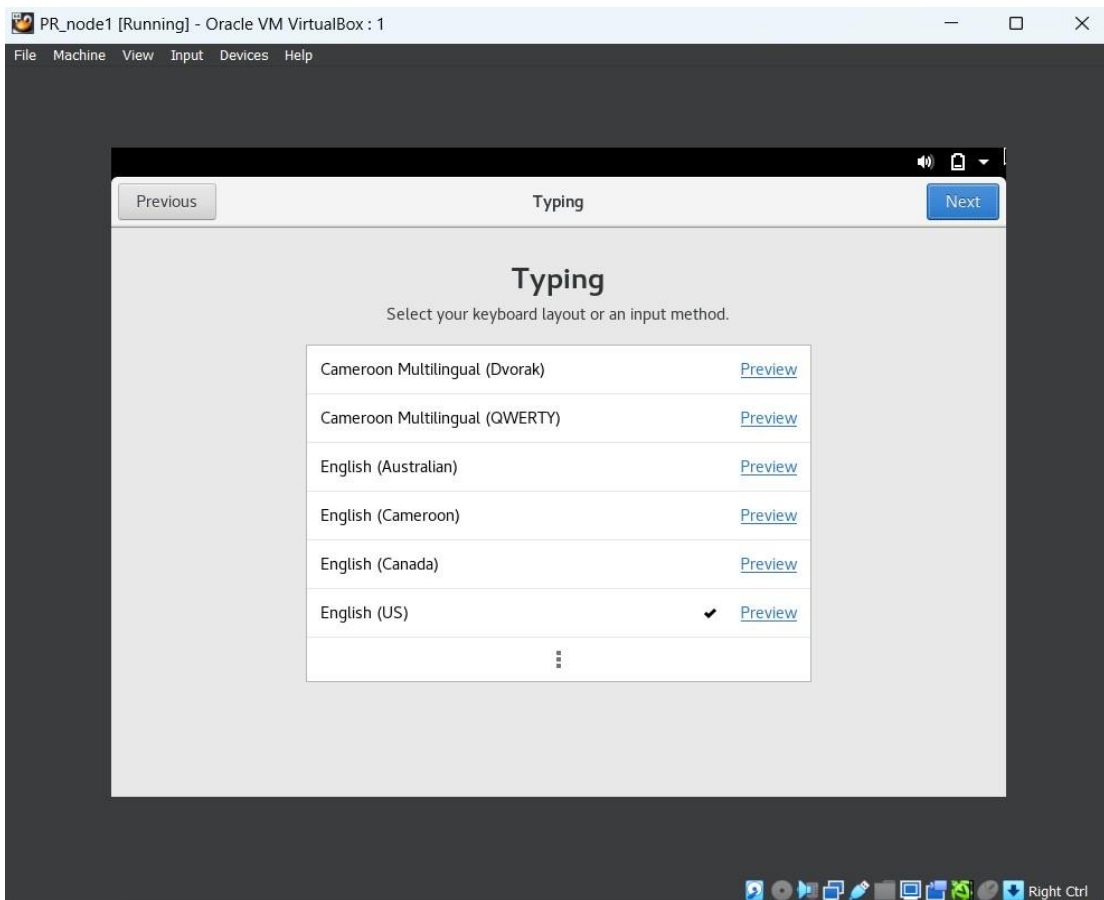 PR_node1 [Running] - Oracle VM VirtualBox : 1
File Machine View Input Devices Help
Previous Typing Next
Typing
Select your keyboard layout or an input method.
Cameroon Multilingual (Dvorak) Preview
Cameroon Multilingual (QWERTY) Preview
English (Australian) Preview
English (Cameroon) Preview
English (Canada) Preview
English (US) Preview
Right Ctrl